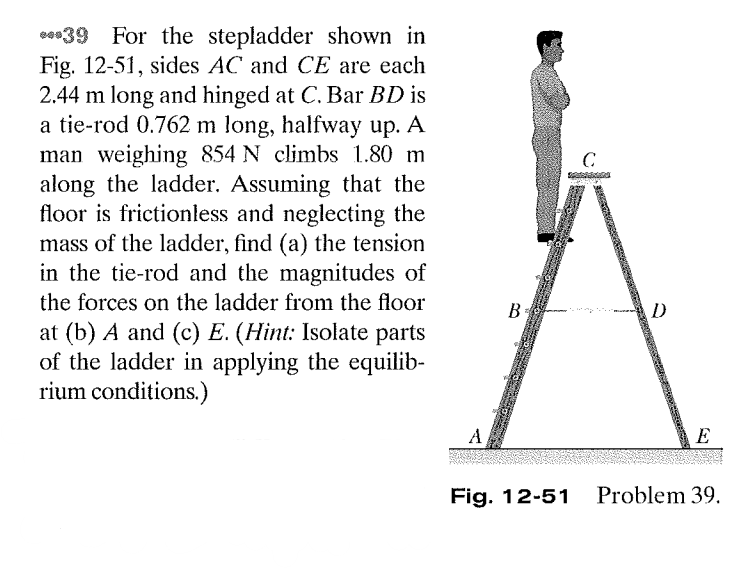 •••39 For the stepladder shown in
Fig. 12-51, sides AC and CE are each
2.44 m long and hinged at C. Bar BD is
a tie-rod 0.762 m long, halfway up. A
man weighing 854 N climbs 1.80 m
along the ladder. Assuming that the
floor is frictionless and neglecting the
mass of the ladder, find (a) the tension
in the tie-rod and the magnitudes of
the forces on the ladder from the floor
at (b) A and (c) E. (Hint: Isolate parts
of the ladder in applying the equilib-
rium conditions.)
C
B
D
A
E
Fig. 12-51 Problem 39.